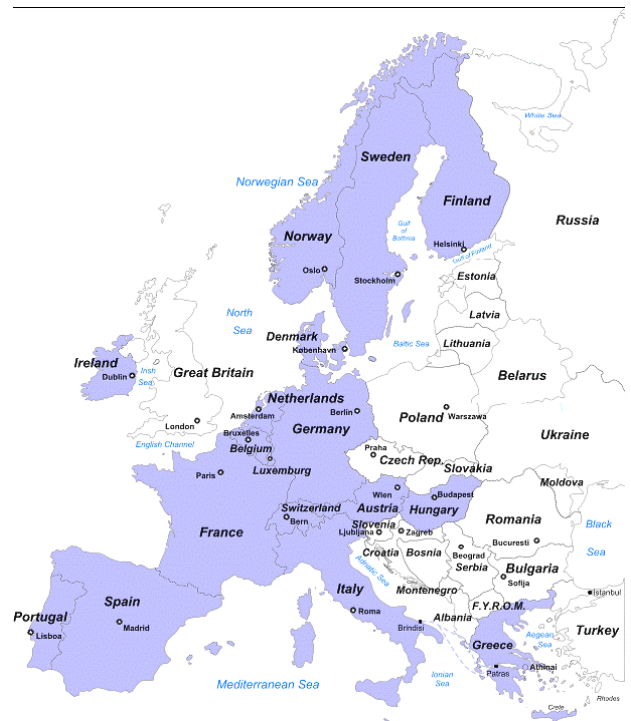 White Sea
Sweden
Norwegian Sea
Finland
Russia
Gulf
of
Bothnia
Norway
Helsinki
Gulf of Finland
Oslo
Stockholm
Estonia
North
Sea
Latvia
Denmark
København
Baltic Sea
Lithuania
Ireland
Dublin
Irish
Sea
Great Britain
Belarus
Netherlands
Amsterdam
Berlin
Poland
Warszawa
London
Germany
Ukraine
English Channel
Bruxelles
Belgium
Praha
Czech Rep.
Slovakia
Paris
Luxemburg
Moldova
Wien
Budapest
Switzerland
Bern
Austria
Hungary
Romania
France
Slovenia
Ljubljana
Zagreb
Black
Sea
Croatia
Bosnia
Beograd
Serbia
Bucuresti
Adriatic Sea
Bulgaria
Sofija
Italy
Montenegro
Istanbul
Spain
Madrid
Portugal
Lisboa
Roma
F.Y.R.O.M.
Albania
Brindisi
Turkey
Greece
Aegean
Sea
Athinai
Patras
Ionian
Sea
Mediterranean Sea
Rhodes
Crete